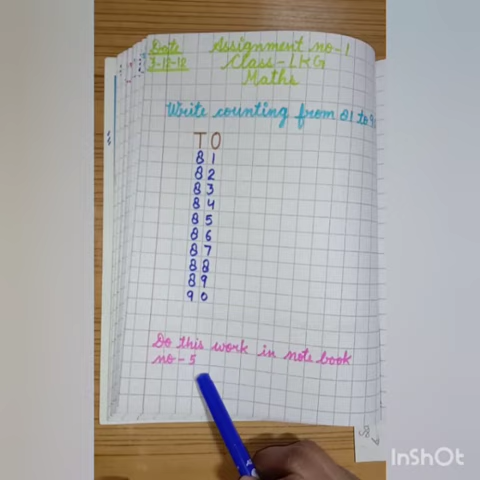 Date
3-12-12
Assignment no-1
Class-LKG
Maths
Write counting from 81 to
T O
8 1
8 2
8 3
8 4
8 5
8 6
8 7
8 8
8 9
9 0
Do this work in note book
no-5
InShOt